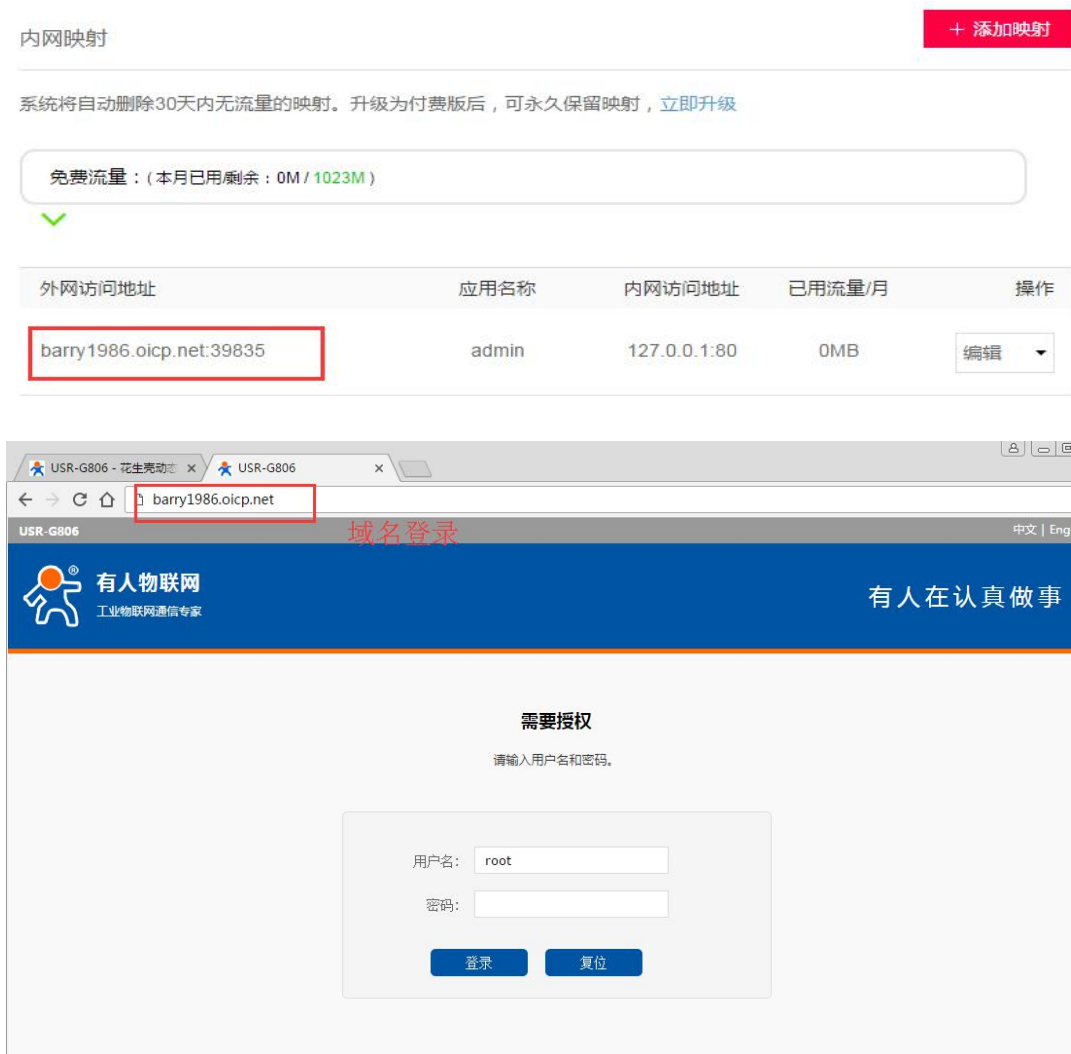 内网映射
+ 添加映射
系统将自动删除30天内无流量的映射。升级为付费版后，可永久保留映射，立即升级
免费流量：(本月已用/剩余：0M / 1023M)
外网访问地址 应用名称 内网访问地址 已用流量/月 操作
barry1986.oicp.net:39835 admin 127.0.0.1:80 0MB 编辑
USR-G806 - 花生壳动态 USR-G806
barry1986.oicp.net
USR-G806 域名登录 中文 | Eng
有人物联网 ®
工业物联网通信专家
有人在认真做事
需要授权
请输入用户名和密码。
用户名: root
密码:
登录 复位